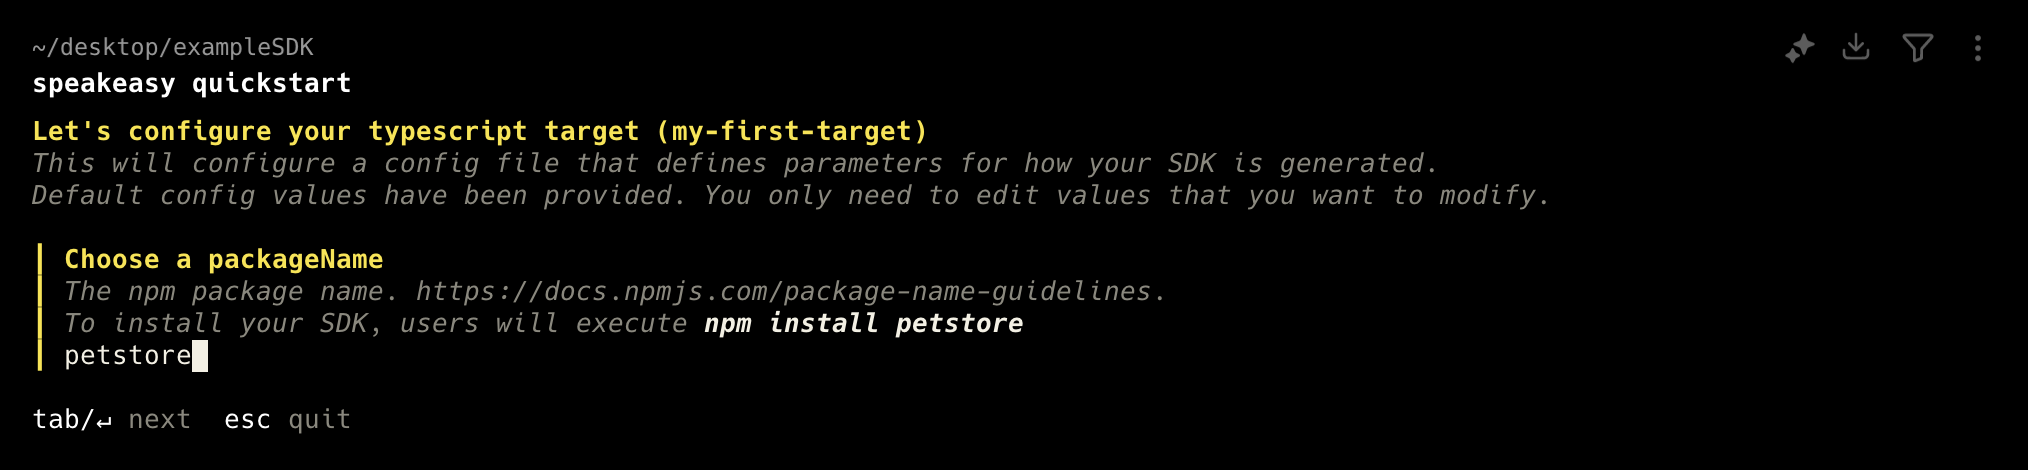 ~/desktop/exampleSDK
speakeasy quickstart
Let's configure your typescript target (my-first-target)
This will configure a config file that defines parameters for how your SDK is generated.
Default config values have been provided. You only need to edit values that you want to modify.
Choose a packageName
The npm package name. https://docs.npmjs.com/package-name-guidelines.
To install your SDK, users will execute npm install petstore
petstore
tab/↵ next  esc quit